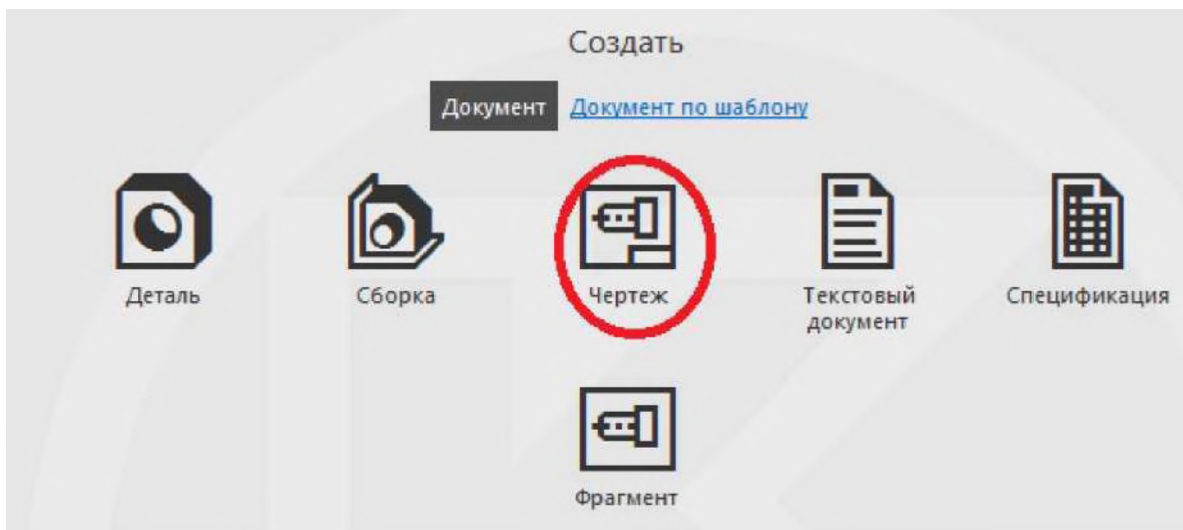 Создать
Документ Документ по шаблону
Деталь Сборка Чертеж Текстовый документ Спецификация
Фрагмент